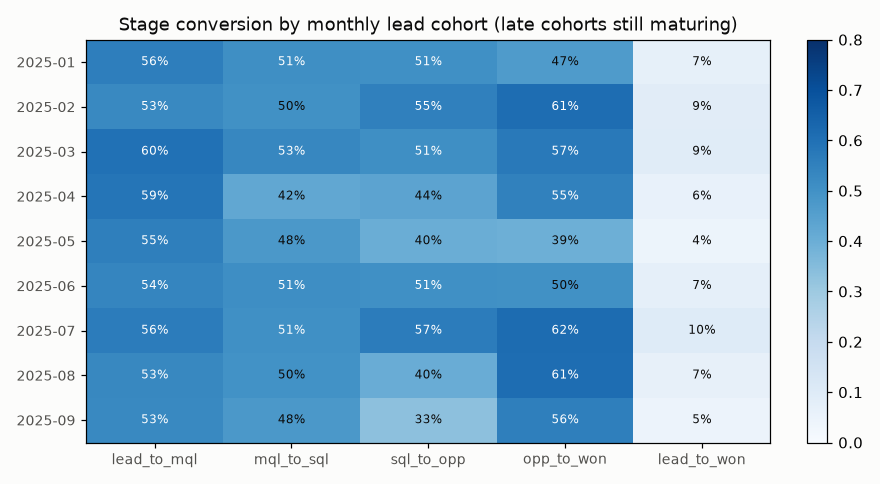 Stage conversion by monthly lead cohort (late cohorts still maturing)
2025-01 56% 51% 51% 47% 7%
2025-02 53% 50% 55% 61% 9%
2025-03 60% 53% 51% 57% 9%
2025-04 59% 42% 44% 55% 6%
2025-05 55% 48% 40% 39% 4%
2025-06 54% 51% 51% 50% 7%
2025-07 56% 51% 57% 62% 10%
2025-08 53% 50% 40% 61% 7%
2025-09 53% 48% 33% 56% 5%
lead_to_mql mql_to_sql sql_to_opp opp_to_won lead_to_won
0.8
0.7
0.6
0.5
0.4
0.3
0.2
0.1
0.0